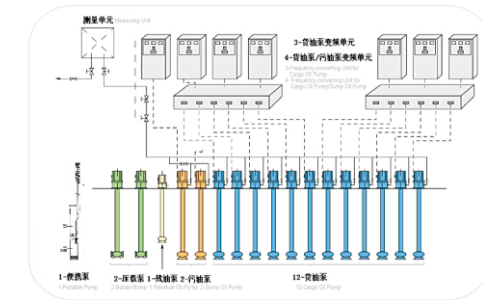 测量单元 Measuring Unit
3-货油泵变频单元
4-货油泵/污油泵变频单元
3-Frequency-converting Unit for
Cargo Oil Pump
4- Frequency-converting Unit for
Cargo Oil Pump/Sump Oil Pump
1-便携泵
1-Portable Pump
2-压载泵
2-Ballast Bump
1-残油泵
1-Residual Oil Pump
2-污油泵
2-Sump Oil Pump
12-货油泵
12-Cargo Oil Pump